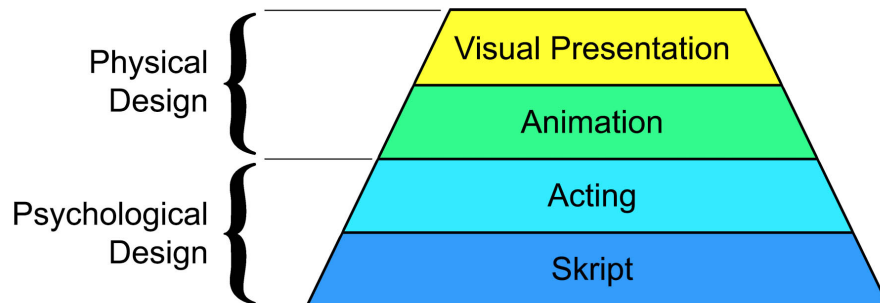 Physical
Design
Psychological
Design
Visual Presentation
Animation
Acting
Skript